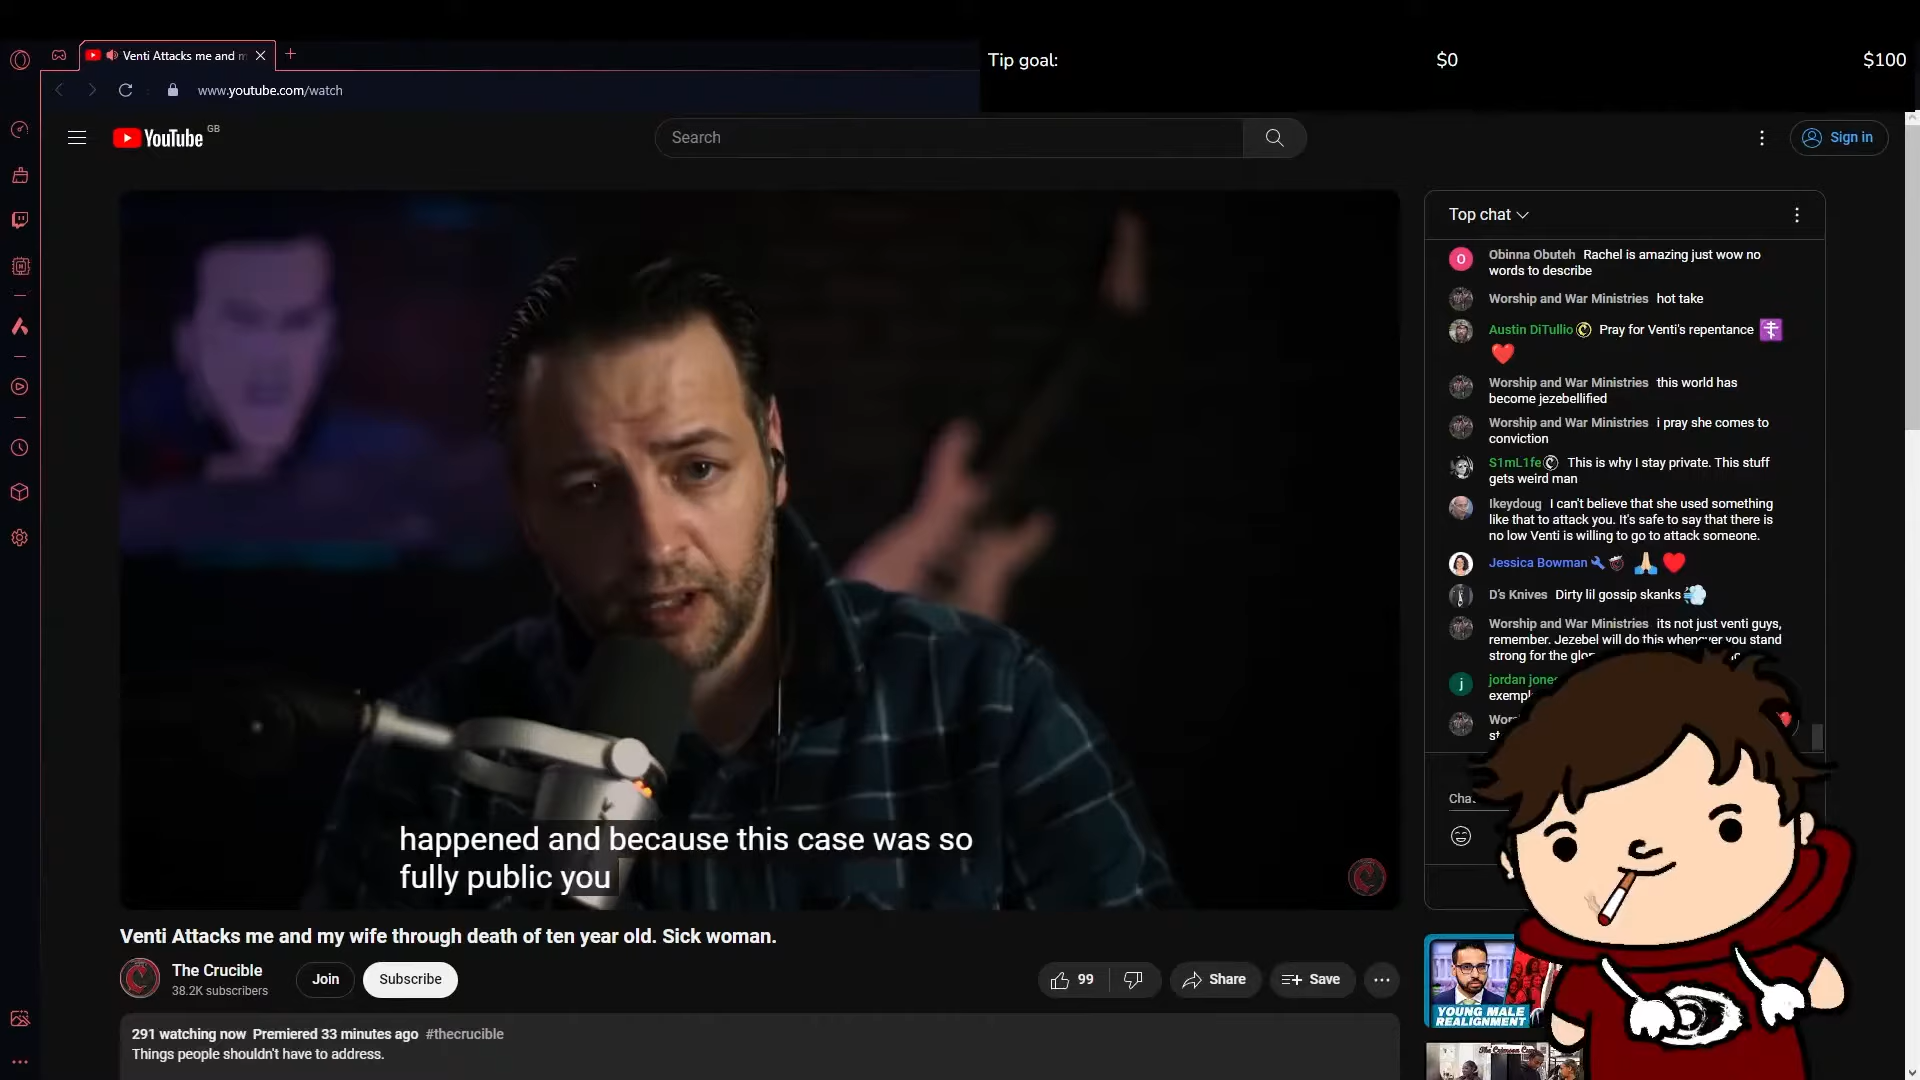 Venti Attacks me and m
Tip goal:
$0
$100
www.youtube.com/watch
YouTube GB
Search
Sign in
Top chat
O
Obinna Obuteh Rachel is amazing just wow no
words to describe
Worship and War Ministries hot take
Austin DiTullio Pray for Venti's repentance
Worship and War Ministries this world has
become jezebellified
Worship and War Ministries i pray she comes to
conviction
S1mL1fe This is why I stay private. This stuff
gets weird man
Ikeydoug I can't believe that she used something
like that to attack you. It's safe to say that there is
no low Venti is willing to go to attack someone.
Jessica Bowman
D's Knives Dirty lil gossip skanks
Worship and War Ministries its not just venti guys,
remember. Jezebel will do this whenever you stand
strong for the
j
jordan
happened and because this case was so
fully public you
Venti Attacks me and my wife through death of ten year old. Sick woman.
The Crucible
38.2K subscribers
Join
Subscribe
99
Share
Save
291 watching now Premiered 33 minutes ago #thecrucible
Things people shouldn't have to address.
YOUNG MALE
REALIGNMENT